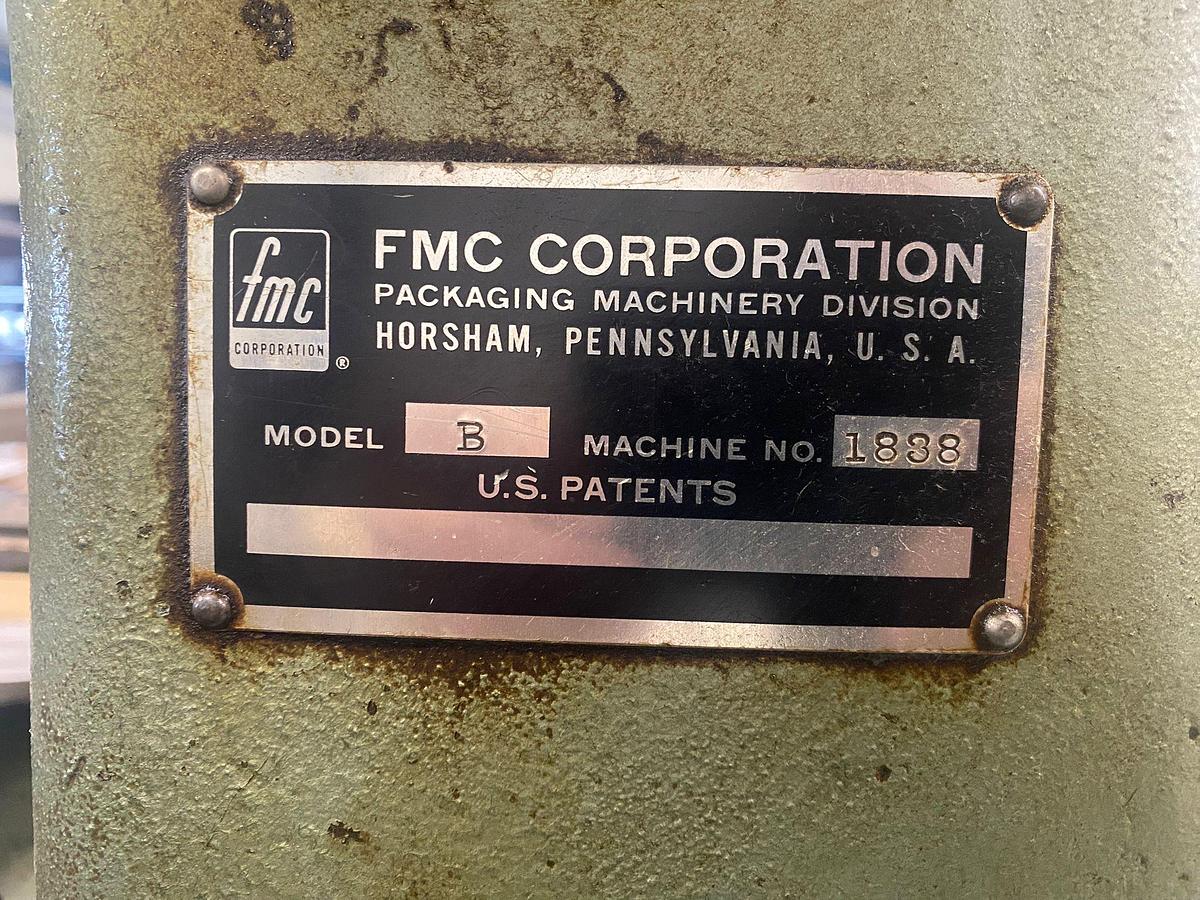 fmc
CORPORATION
®
FMC CORPORATION
PACKAGING MACHINERY DIVISION
HORSHAM, PENNSYLVANIA, U. S. A.
MODEL B MACHINE NO. 1838
U.S. PATENTS